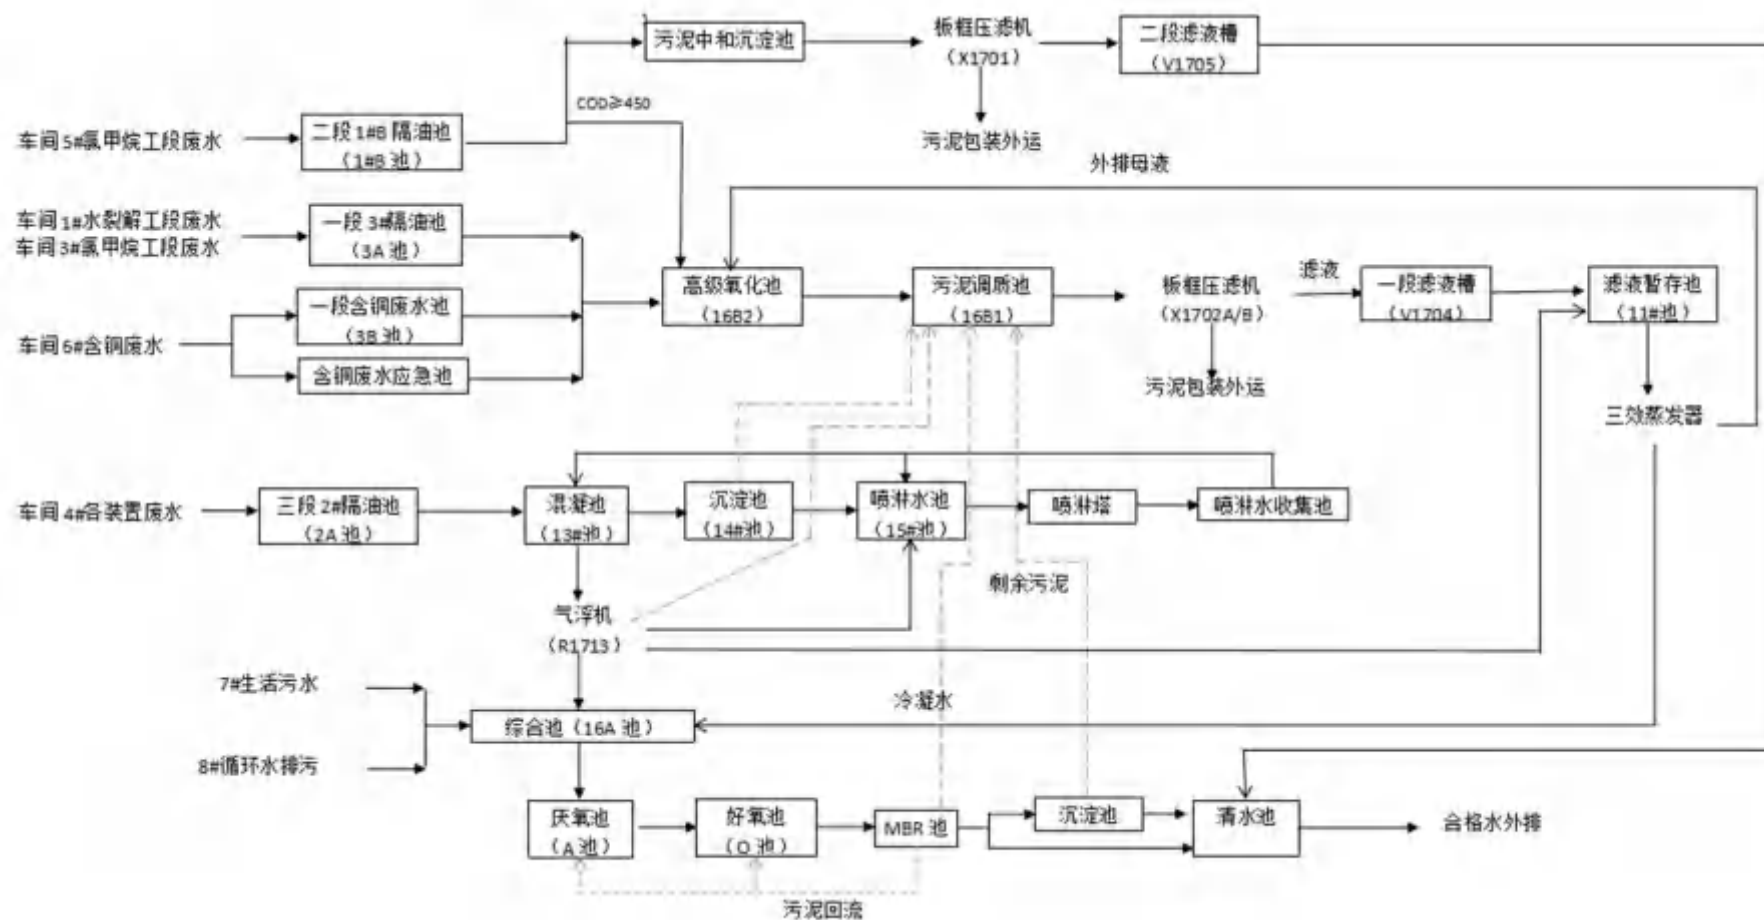 污泥中和沉淀池
板框压滤机
（X1701）
二段滤液槽
（V1705）
COD≥450
车间5#氯甲烷工段废水
二段1#B隔油池
（1#B池）
污泥包装外运
外排母液
车间1#水裂解工段废水
车间3#氯甲烷工段废水
一段3#隔油池
（3A池）
高级氧化池
（16B2）
污泥调质池
（16B1）
板框压滤机
（X1702A/B）
滤液
一段滤液槽
（V1704）
滤液暂存池
（11#池）
一段含铜废水池
（3B池）
车间6#含铜废水
含铜废水应急池
污泥包装外运
三效蒸发器
车间4#各装置废水
三段2#隔油池
（2A池）
混凝池
（13#池）
沉淀池
（14#池）
喷淋水池
（15#池）
喷淋塔
喷淋水收集池
剩余污泥
气浮机
（R1713）
7#生活污水
冷凝水
综合池（16A池）
8#循环水排污
厌氧池
（A池）
好氧池
（O池）
MBR池
沉淀池
清水池
合格水外排
污泥回流